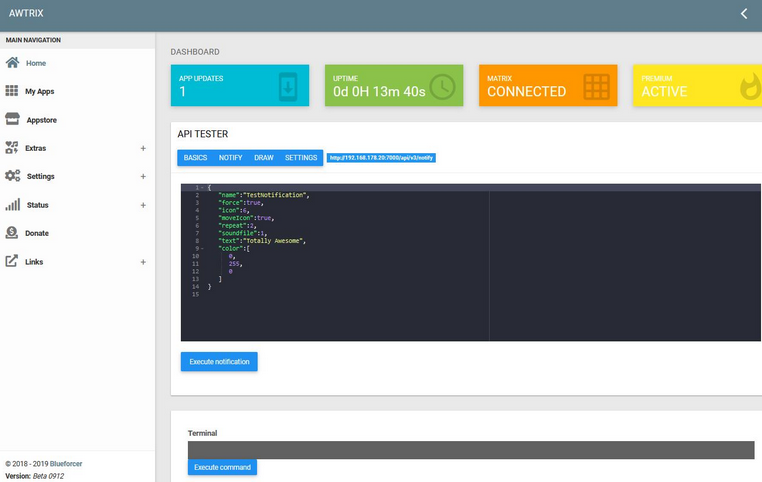 AWTRIX
MAIN NAVIGATION
Home
My Apps
Appstore
Extras +
Settings +
Status +
Donate
Links +
© 2018 - 2019 Blueforcer
Version: Beta 0912
DASHBOARD
APP UPDATES
1
UPTIME
0d 0H 13m 40s
MATRIX
CONNECTED
PREMIUM
ACTIVE
API TESTER
BASICS NOTIFY DRAW SETTINGS http://192.168.178.20:7000/api/v3/notify
1 {
2 "name":"TestNotification",
3 "force":true,
4 "icon":6,
5 "moveIcon":true,
6 "repeat":2,
7 "soundfile":1,
8 "text":"Totally Awesome",
9 "color":[
10 0,
11 255,
12 0
13 ]
14 }
15
Execute notification
Terminal
Execute command